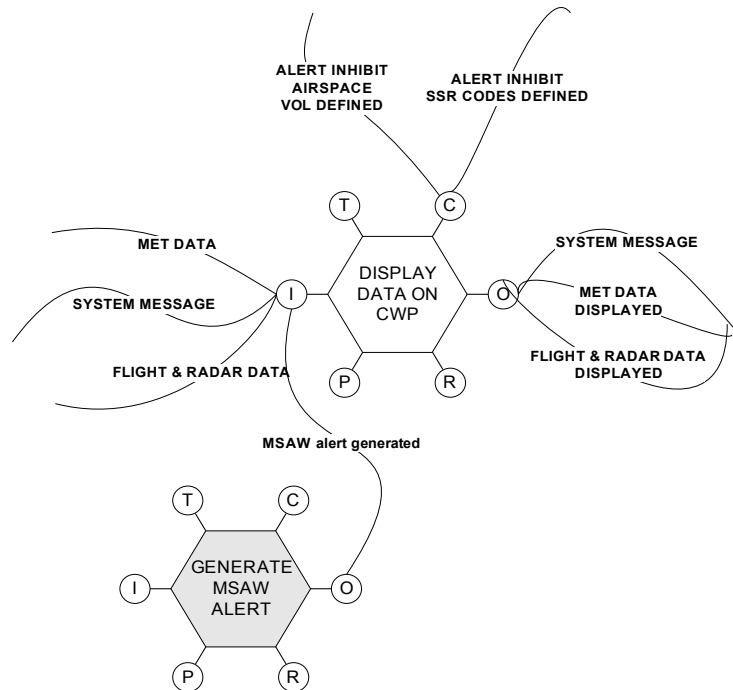 ALERT INHIBIT
AIRSPACE
VOL DEFINED
ALERT INHIBIT
SSR CODES DEFINED
T
C
MET DATA
SYSTEM MESSAGE
FLIGHT & RADAR DATA
I
DISPLAY
DATA ON
CWP
O
SYSTEM MESSAGE
MET DATA
DISPLAYED
FLIGHT & RADAR DATA
DISPLAYED
P
R
MSAW alert generated
T
C
I
GENERATE
MSAW
ALERT
O
P
R